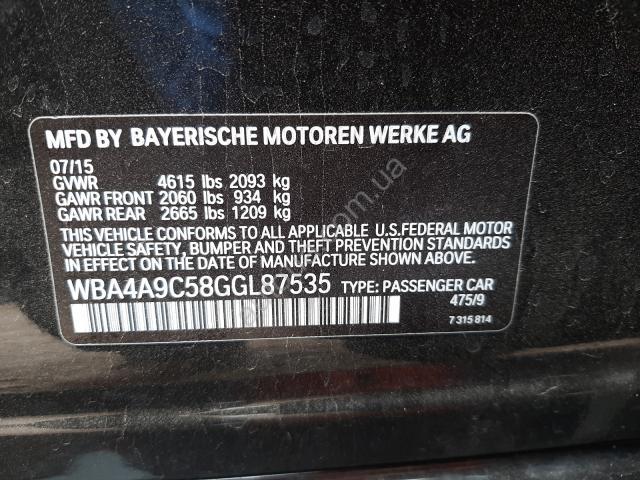 MFD BY BAYERISCHE MOTOREN WERKE AG
07/15
GVWR 4615 lbs 2093 kg
GAWR FRONT 2060 lbs 934 kg
GAWR REAR 2665 lbs 1209 kg
THIS VEHICLE CONFORMS TO ALL APPLICABLE U.S.FEDERAL MOTOR
VEHICLE SAFETY, BUMPER AND THEFT PREVENTION STANDARDS
IN EFFECT ON THE DATE OF MANUFACTURE SHOWN ABOVE.
WBA4A9C58GGL87535 TYPE: PASSENGER CAR
475/9
7 315 814